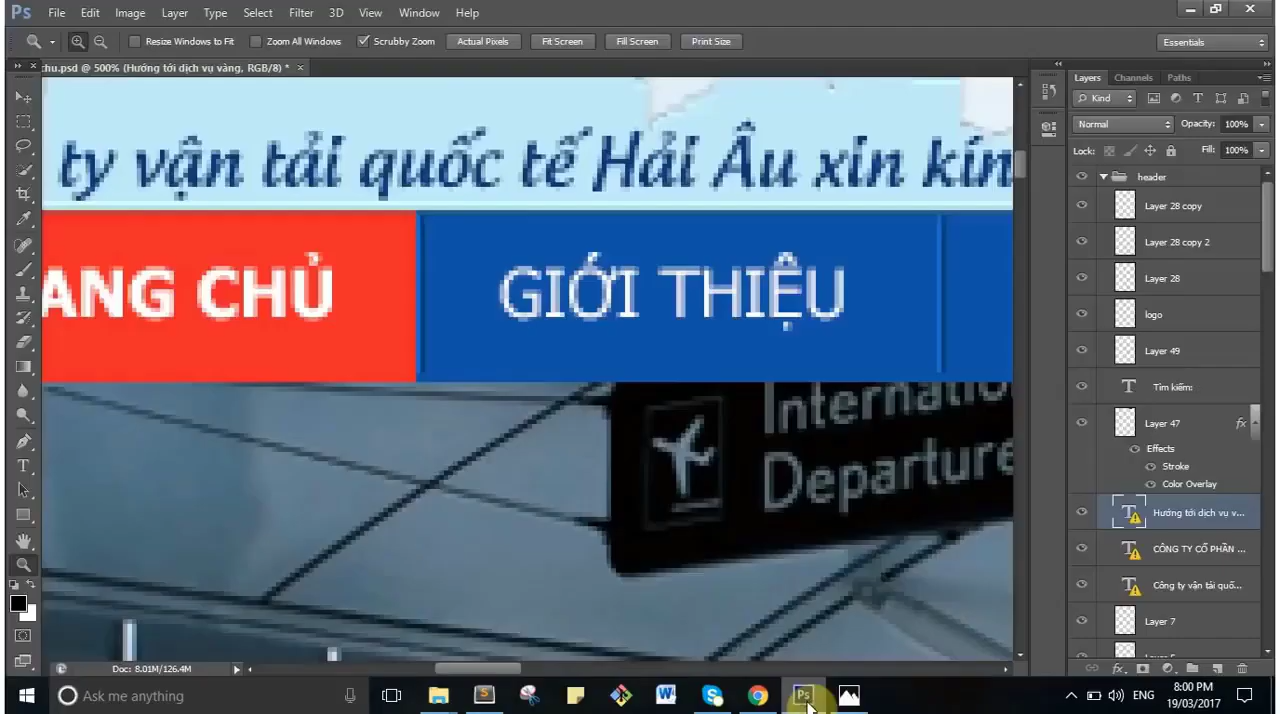 Ps File Edit Image Layer Type Select Filter 3D View Window Help
Resize Windows to Fit Zoom All Windows Scrubby Zoom Actual Pixels Fit Screen Fill Screen Print Size Essentials
chu.psd @ 500% (Hướng tới dịch vụ vàng, RGB/8) *
Layers Channels Paths
Kind
Normal Opacity: 100%
Lock: Fill: 100%
header
Layer 28 copy
Layer 28 copy 2
Layer 28
logo
Layer 49
Tìm kiếm:
Layer 47 fx
Effects
Stroke
Color Overlay
Hướng tới dịch vụ v...
CÔNG TY CỔ PHẦN ...
Công ty vận tải quố...
Layer 7
ty vận tải quốc tế Hải Âu xin kín
ANG CHỦ GIỚI THIỆU
Internatio
Departure
Doc: 8.01M/126.4M
Ask me anything
ENG
8:00 PM
19/03/2017